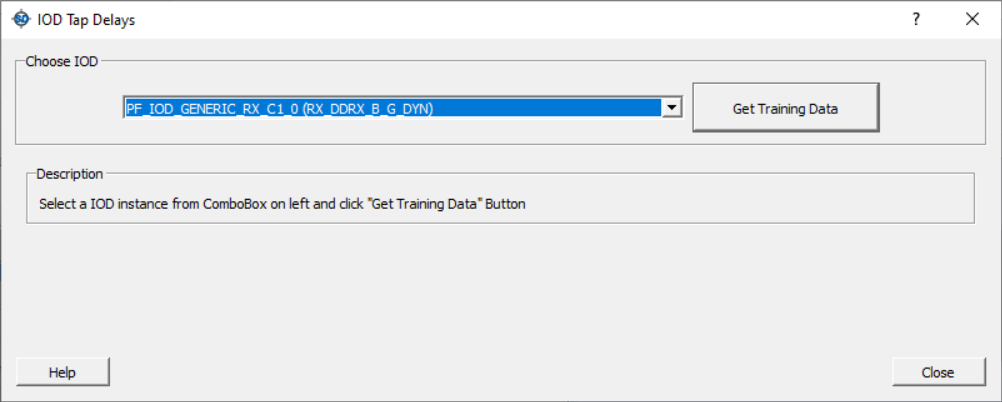 IOD Tap Delays
?
Choose IOD
PF_IOD_GENERIC_RX_C1_0 (RX_DDRX_B_G_DYN)
Get Training Data
Description
Select a IOD instance from ComboBox on left and click "Get Training Data" Button
Help
Close